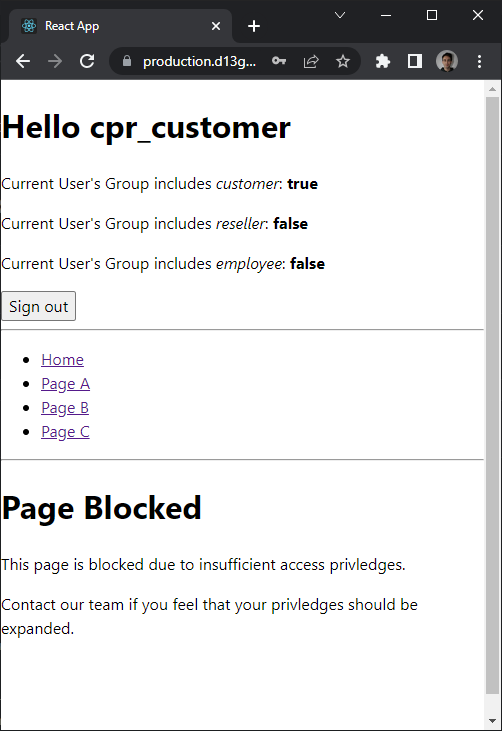 React App
production.d13g...
Hello cpr_customer
Current User's Group includes customer: true
Current User's Group includes reseller: false
Current User's Group includes employee: false
Sign out
Home
Page A
Page B
Page C
Page Blocked
This page is blocked due to insufficient access privledges.
Contact our team if you feel that your privledges should be
expanded.